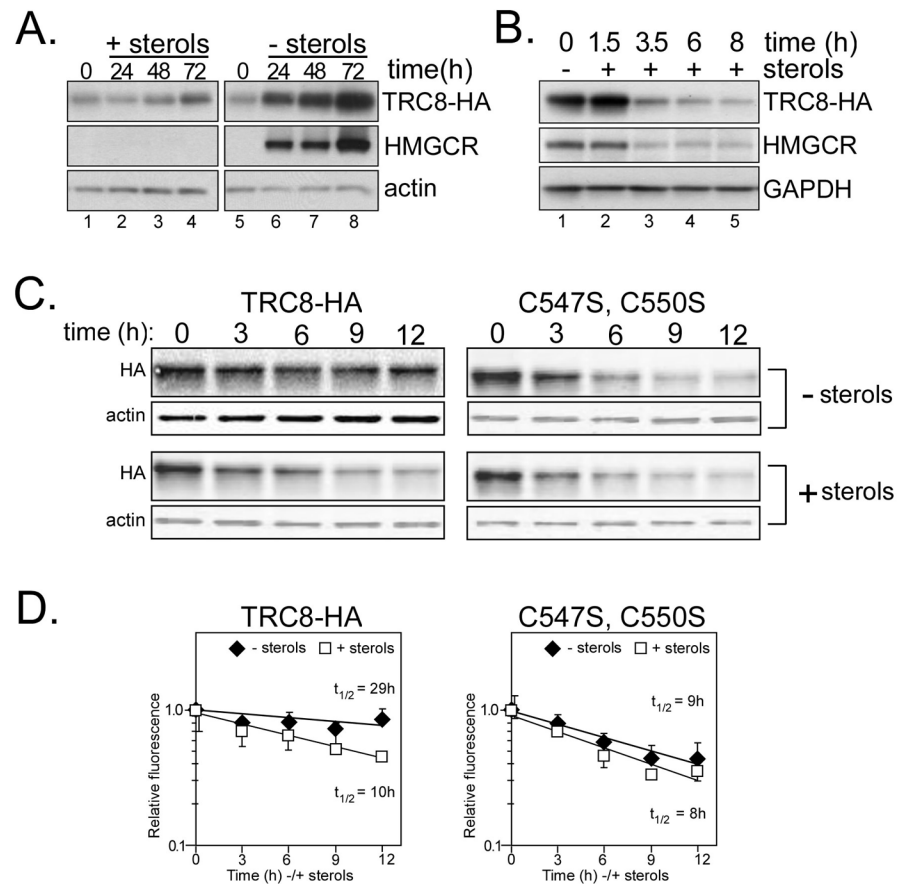 A.
+ sterols - sterols
0 24 48 72 0 24 48 72 time(h)
TRC8-HA
HMGCR
actin
1 2 3 4 5 6 7 8
B.
0 1.5 3.5 6 8 time (h)
- + + + + sterols
TRC8-HA
HMGCR
GAPDH
1 2 3 4 5
C.
TRC8-HA C547S, C550S
time (h): 0 3 6 9 12 0 3 6 9 12
HA
actin
- sterols
HA
actin
+ sterols
D.
TRC8-HA
- sterols + sterols
t1/2 = 29h
1.0
Relative fluorescence
t1/2 = 10h
0.1
0 3 6 9 12
Time (h) -/+ sterols
C547S, C550S
- sterols + sterols
t1/2 = 9h
1.0
Relative fluorescence
t1/2 = 8h
0.1
0 3 6 9 12
Time (h) -/+ sterols